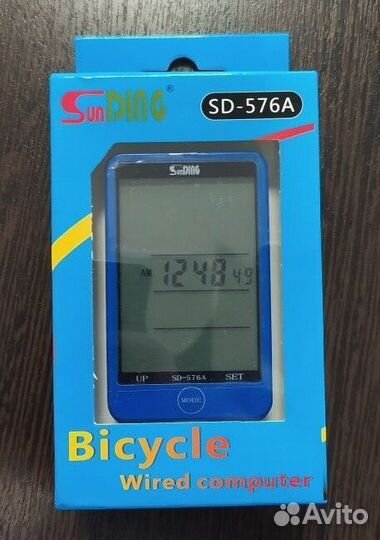 SunDING®
SD-576A
SunDING
AM 12 48 49
UP SD-576A SET
MODE
Bicycle
Wired computer
Avito